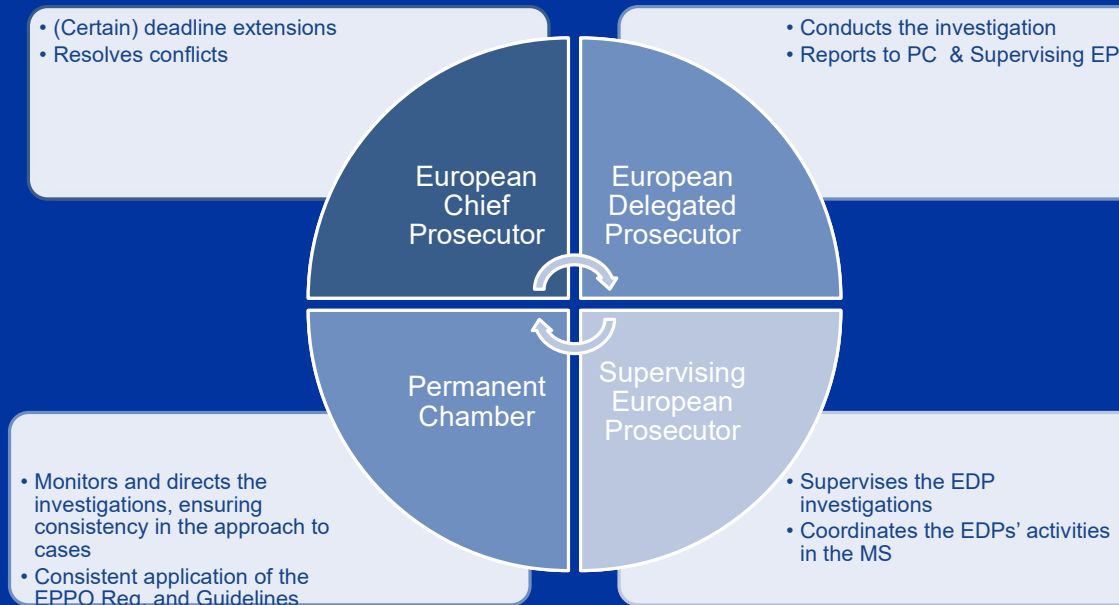 • (Certain) deadline extensions
• Resolves conflicts
• Conducts the investigation
• Reports to PC & Supervising EP
European
Chief
Prosecutor
European
Delegated
Prosecutor
Permanent
Chamber
Supervising
European
Prosecutor
• Monitors and directs the
investigations, ensuring
consistency in the approach to
cases
• Consistent application of the
EPPO Reg. and Guidelines
• Supervises the EDP
investigations
• Coordinates the EDPs' activities
in the MS